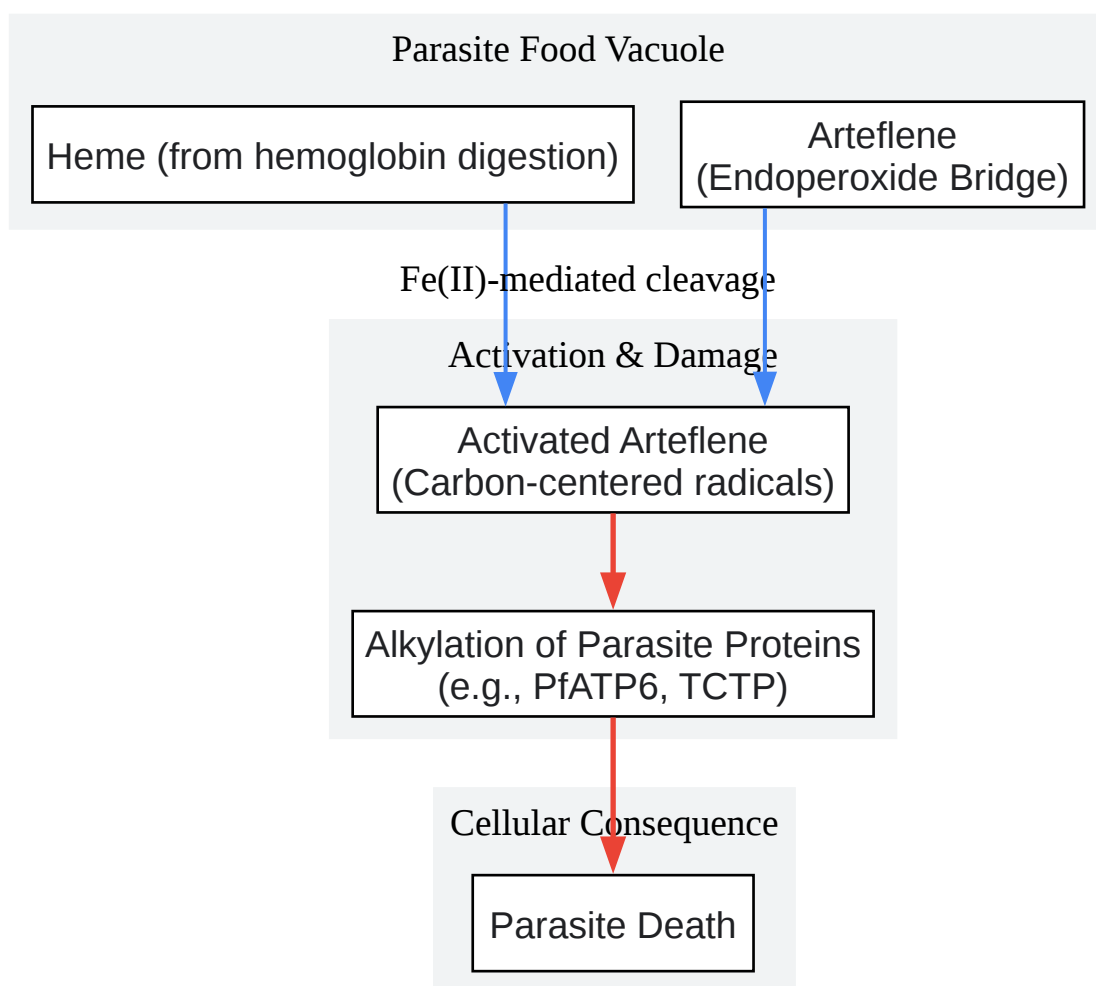 Parasite Food Vacuole
Heme (from hemoglobin digestion)
Arteflene
(Endoperoxide Bridge)
Fe(II)-mediated cleavage
Activation & Damage
Activated Arteflene
(Carbon-centered radicals)
Alkylation of Parasite Proteins
(e.g., PfATP6, TCTP)
Cellular Consequence
Parasite Death